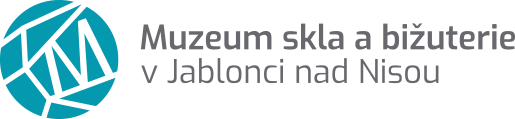 M
Muzeum skla a bižuterie
v Jablonci nad Nisou